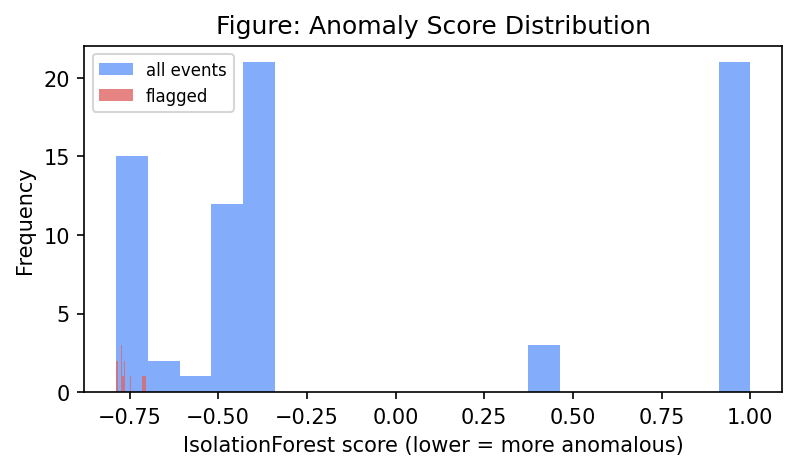 Figure: Anomaly Score Distribution
all events
flagged
Frequency
20
15
10
5
0
−0.75 −0.50 −0.25 0.00 0.25 0.50 0.75 1.00
IsolationForest score (lower = more anomalous)